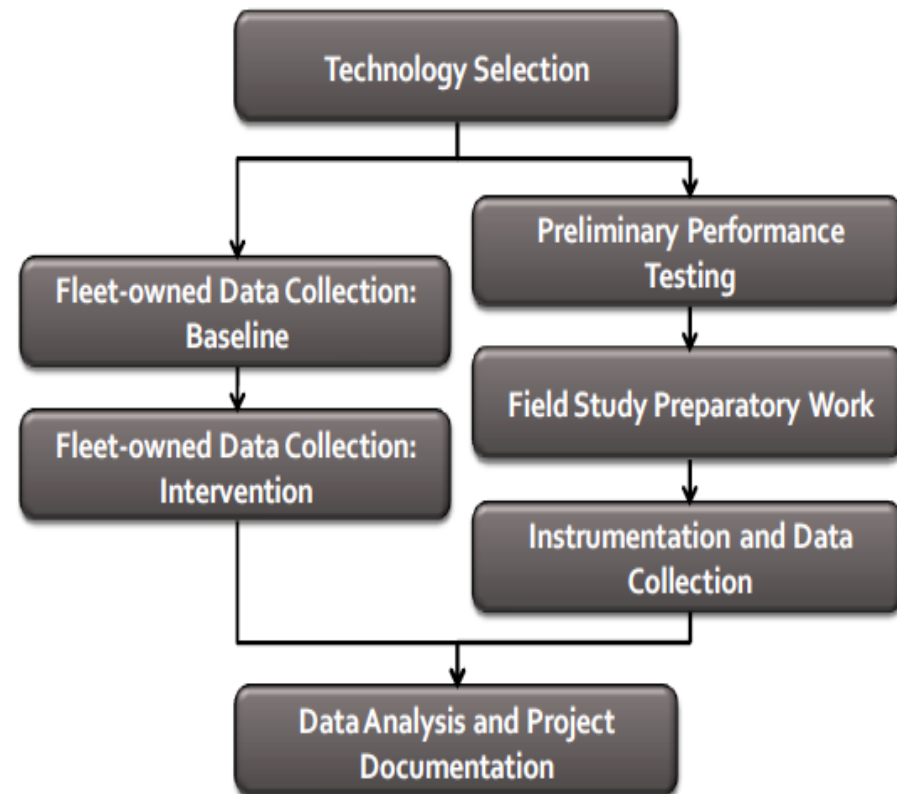 Technology Selection
Preliminary Performance
Testing
Fleet-owned Data Collection:
Baseline
Field Study Preparatory Work
Fleet-owned Data Collection:
Intervention
Instrumentation and Data
Collection
Data Analysis and Project
Documentation